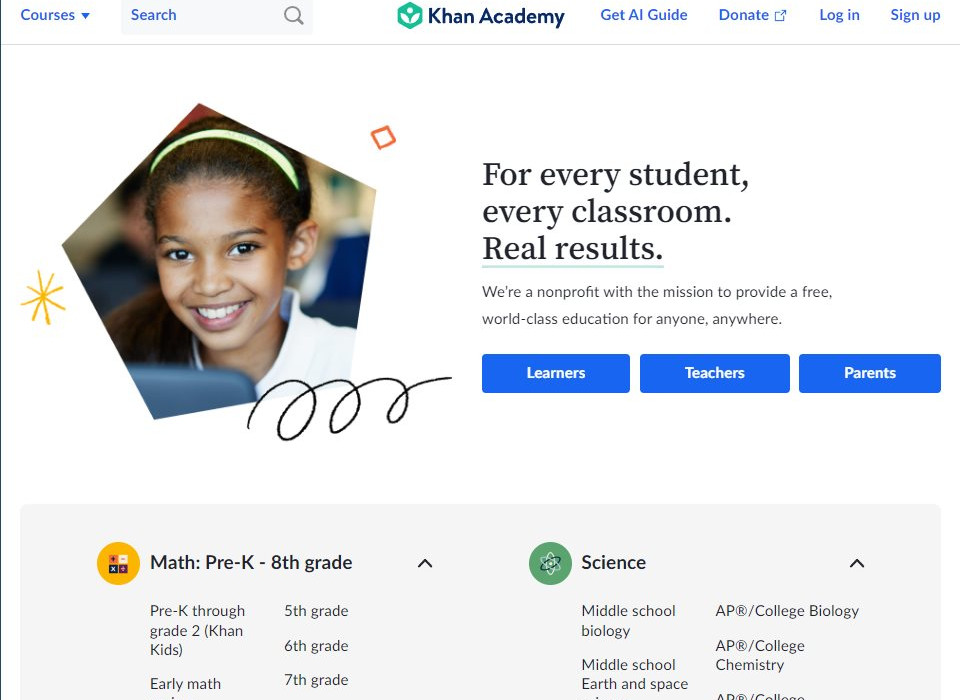 Courses
Search
Khan Academy
Get AI Guide
Donate
Log in
Sign up
For every student,
every classroom.
Real results.
We’re a nonprofit with the mission to provide a free,
world-class education for anyone, anywhere.
Learners
Teachers
Parents
Math: Pre-K - 8th grade
Pre-K through
grade 2 (Khan
Kids)
Early math
5th grade
6th grade
7th grade
Science
Middle school
biology
Middle school
Earth and space
AP®/College Biology
AP®/College
Chemistry
AP®/College